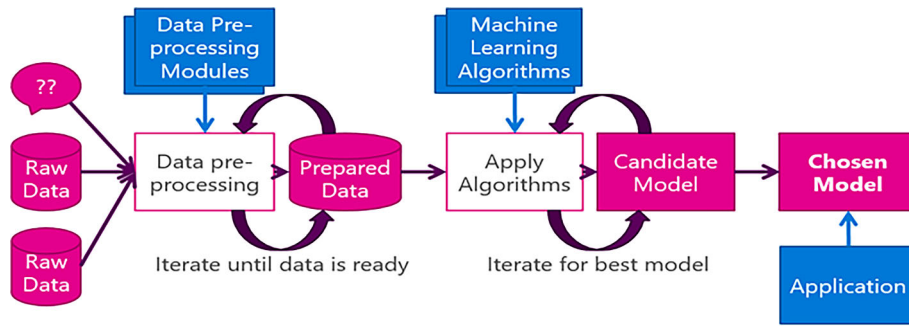 Data Pre-
processing
Modules
Machine
Learning
Algorithms
??
Raw
Data
Raw
Data
Data pre-
processing
Prepared
Data
Apply
Algorithms
Candidate
Model
Chosen
Model
Iterate until data is ready
Iterate for best model
Application